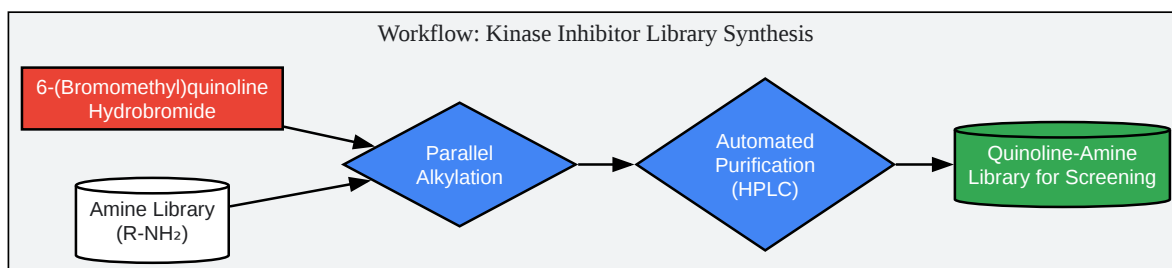 Workflow: Kinase Inhibitor Library Synthesis
6-(Bromomethyl)quinoline
Hydrobromide
Amine Library
(R-NH₂)
Parallel
Alkylation
Automated
Purification
(HPLC)
Quinoline-Amine
Library for Screening